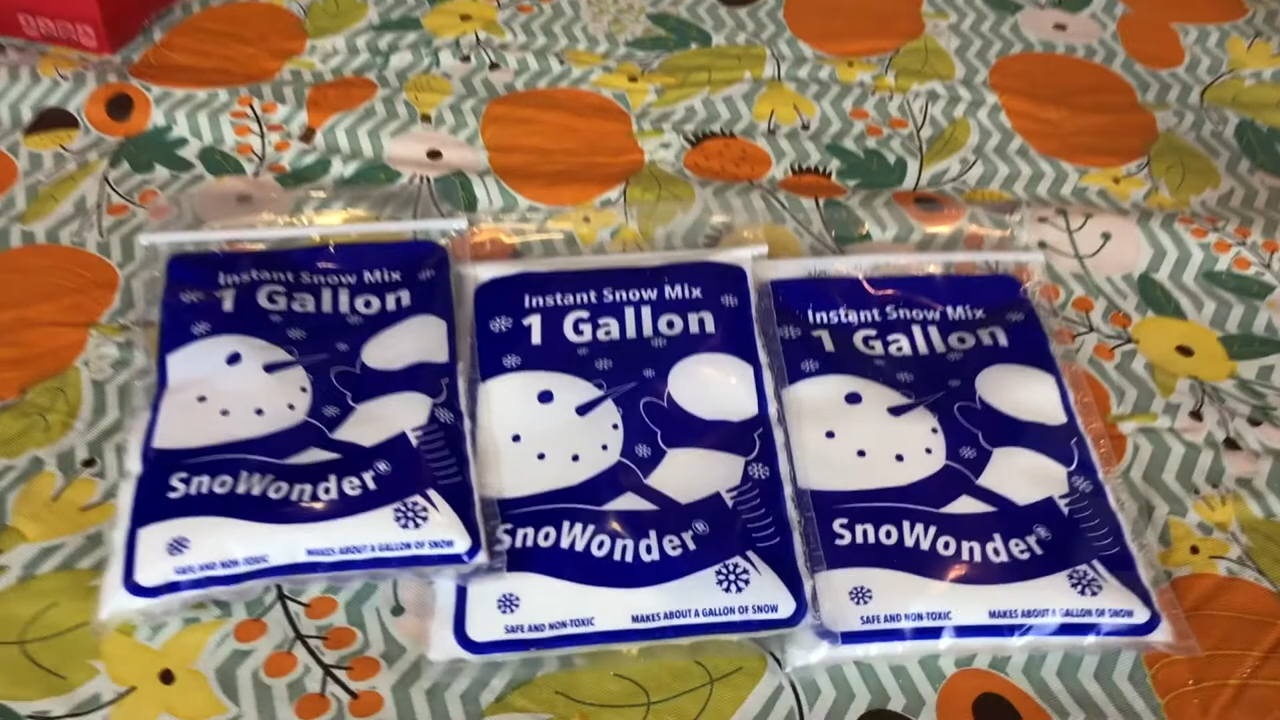 Instant Snow Mix
1 Gallon
SnoWonder®
SAFE AND NON-TOXIC
MAKES ABOUT A GALLON OF SNOW
Instant Snow Mix
1 Gallon
SnoWonder®
SAFE AND NON-TOXIC
MAKES ABOUT A GALLON OF SNOW
Instant Snow Mix
1 Gallon
SnoWonder®
SAFE AND NON-TOXIC
MAKES ABOUT A GALLON OF SNOW